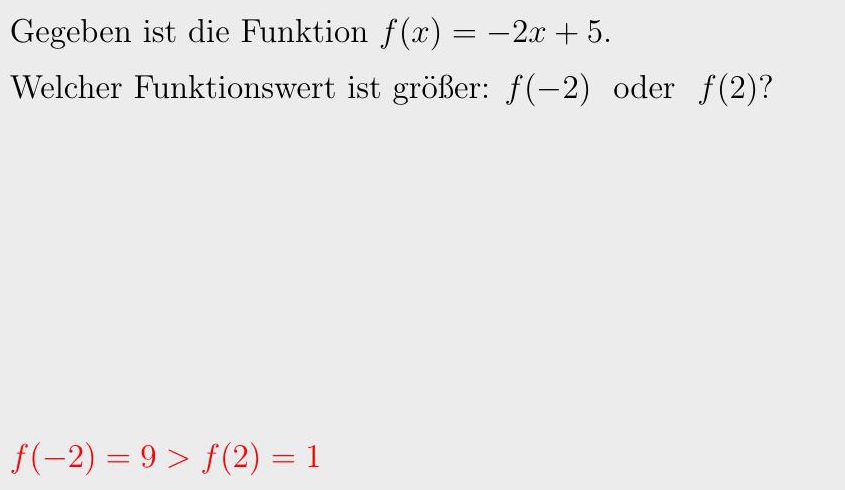 Gegeben ist die Funktion f(x) = −2x + 5.
Welcher Funktionswert ist größer: f(−2) oder f(2)?
f(−2) = 9 > f(2) = 1